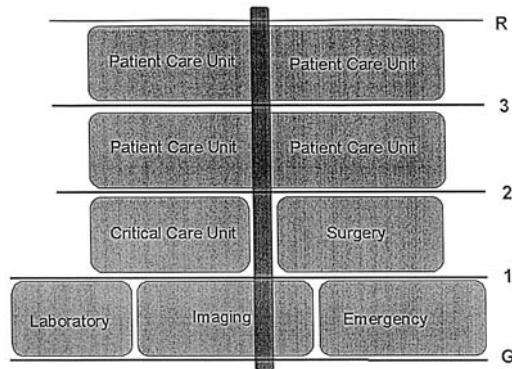 R
Patient Care Unit Patient Care Unit
3
Patient Care Unit Patient Care Unit
2
Critical Care Unit Surgery
1
Laboratory Imaging Emergency
G